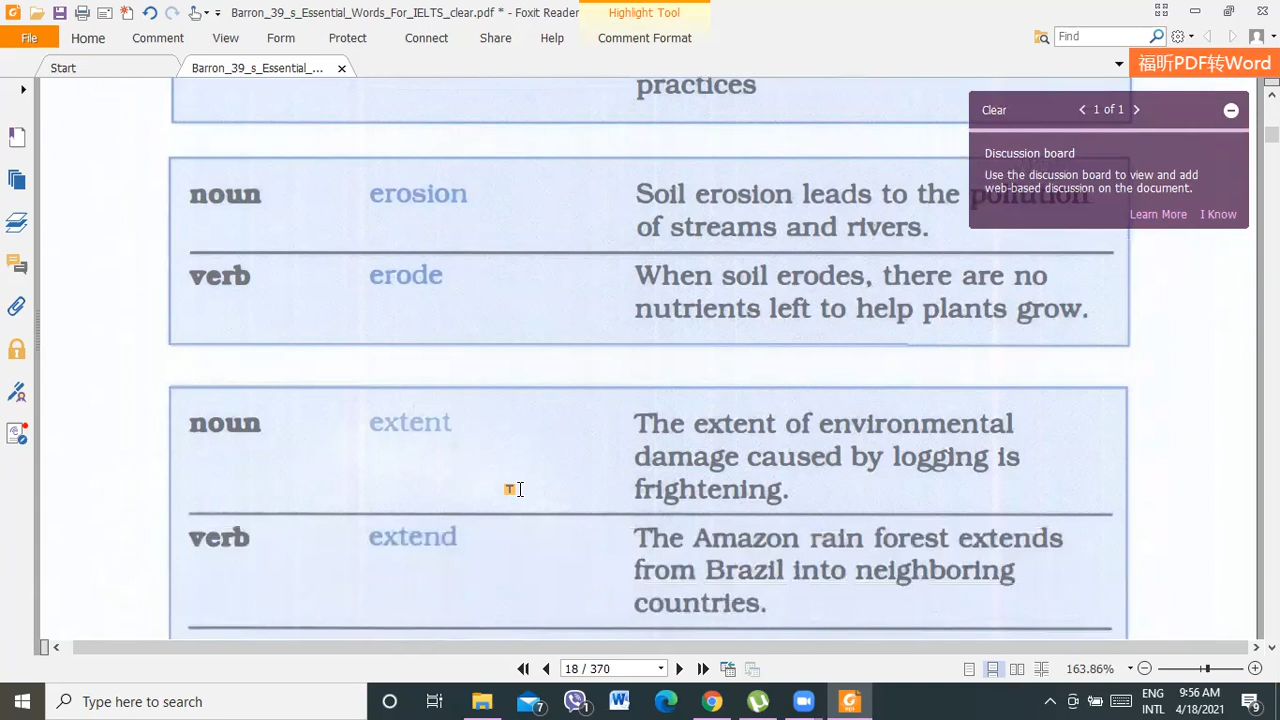 Barron_39_s_Essential_Words_For_IELTS_clear.pdf * - Foxit Reader
Highlight Tool
File Home Comment View Form Protect Connect Share Help Comment Format
Find
Start Barron_39_s_Essential_...
福昕PDF转Word
practices
Clear 1 of 1
Discussion board
Use the discussion board to view and add
web-based discussion on the document.
Learn More I Know
noun erosion Soil erosion leads to the pollution
of streams and rivers.
verb erode When soil erodes, there are no
nutrients left to help plants grow.
noun extent The extent of environmental
damage caused by logging is
frightening.
T
verb extend The Amazon rain forest extends
from Brazil into neighboring
countries.
18 / 370
163.86%
Type here to search
7
1
ENG 9:56 AM
INTL 4/18/2021
9